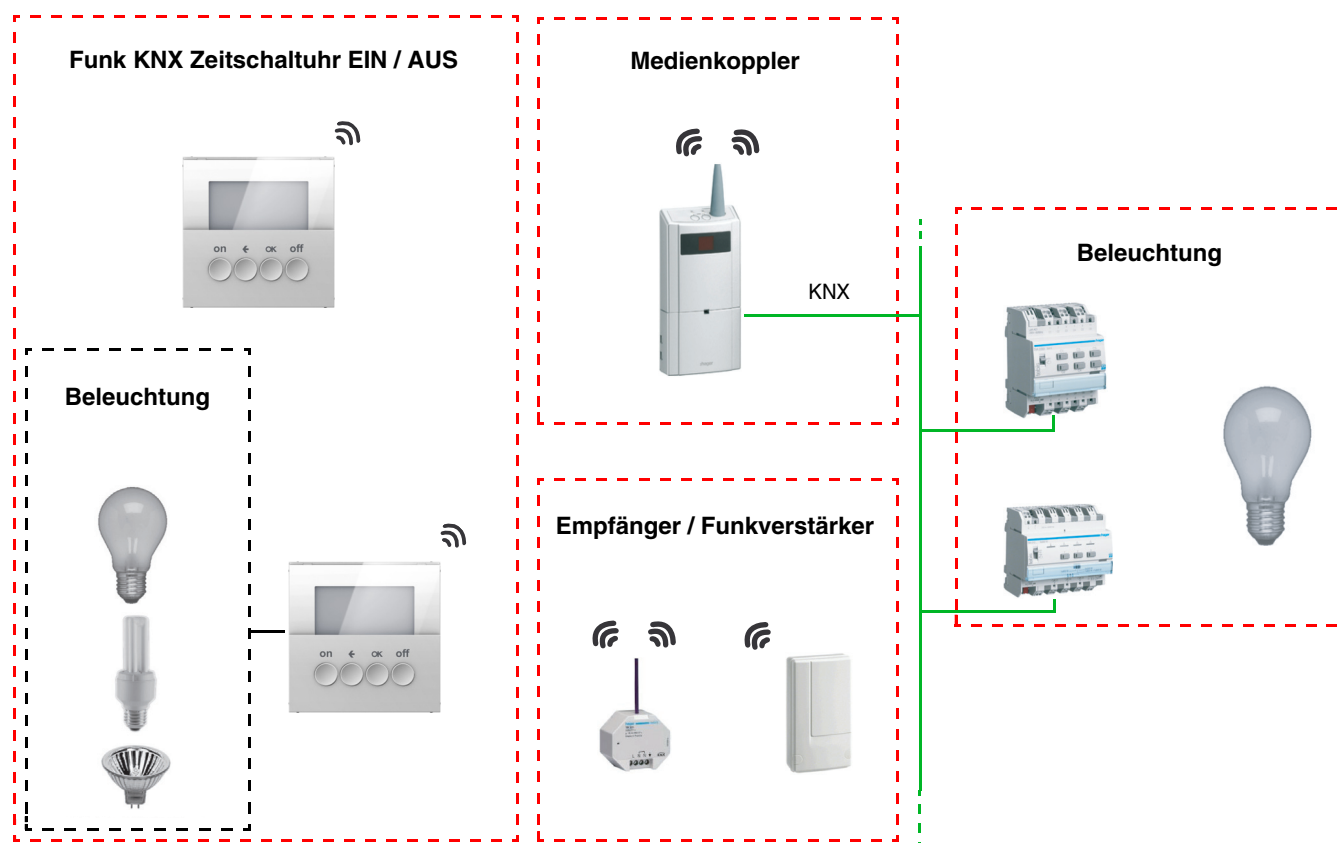 Funk KNX Zeitschaltuhr EIN / AUS
on ← OK off
Beleuchtung
on ← OK off
Medienkoppler
KNX
Empfänger / Funkverstärker
Beleuchtung